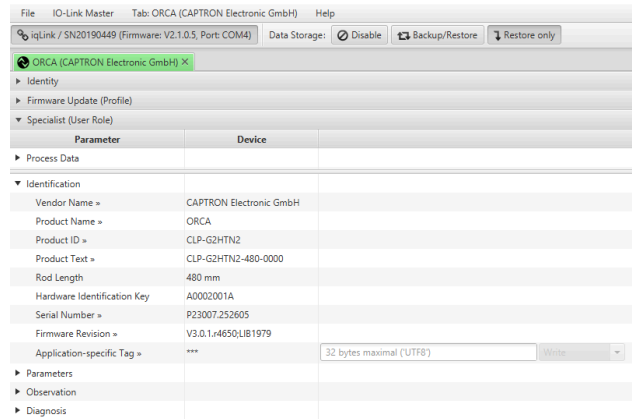 File IO-Link Master Tab: ORCA (CAPTRON Electronic GmbH) Help
iqLink / SN20190449 (Firmware: V2.1.0.5, Port: COM4) Data Storage: Disable Backup/Restore Restore only
ORCA (CAPTRON Electronic GmbH) ×
Identity
Firmware Update (Profile)
Specialist (User Role)
Parameter Device
Process Data
Identification
Vendor Name » CAPTRON Electronic GmbH
Product Name » ORCA
Product ID » CLP-G2HTN2
Product Text » CLP-G2HTN2-480-0000
Rod Length 480 mm
Hardware Identification Key A0002001A
Serial Number » P23007.252605
Firmware Revision » V3.0.1.r4650;LIB1979
Application-specific Tag » *** 32 bytes maximal ('UTF8') Write
Parameters
Observation
Diagnosis